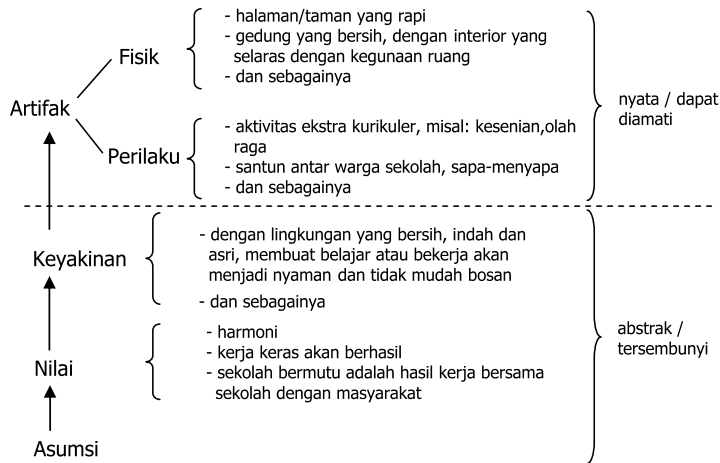 - halaman/taman yang rapi
Fisik
- gedung yang bersih, dengan interior yang
selaras dengan kegunaan ruang
- dan sebagainya
Artifak
nyata / dapat
diamati
- aktivitas ekstra kurikuler, misal: kesenian,olah
raga
Perilaku
- santun antar warga sekolah, sapa-menyapa
- dan sebagainya
- dengan lingkungan yang bersih, indah dan
asri, membuat belajar atau bekerja akan
menjadi nyaman dan tidak mudah bosan
Keyakinan
- dan sebagainya
- harmoni
- kerja keras akan berhasil
- sekolah bermutu adalah hasil kerja bersama
sekolah dengan masyarakat
Nilai
abstrak /
tersembunyi
Asumsi